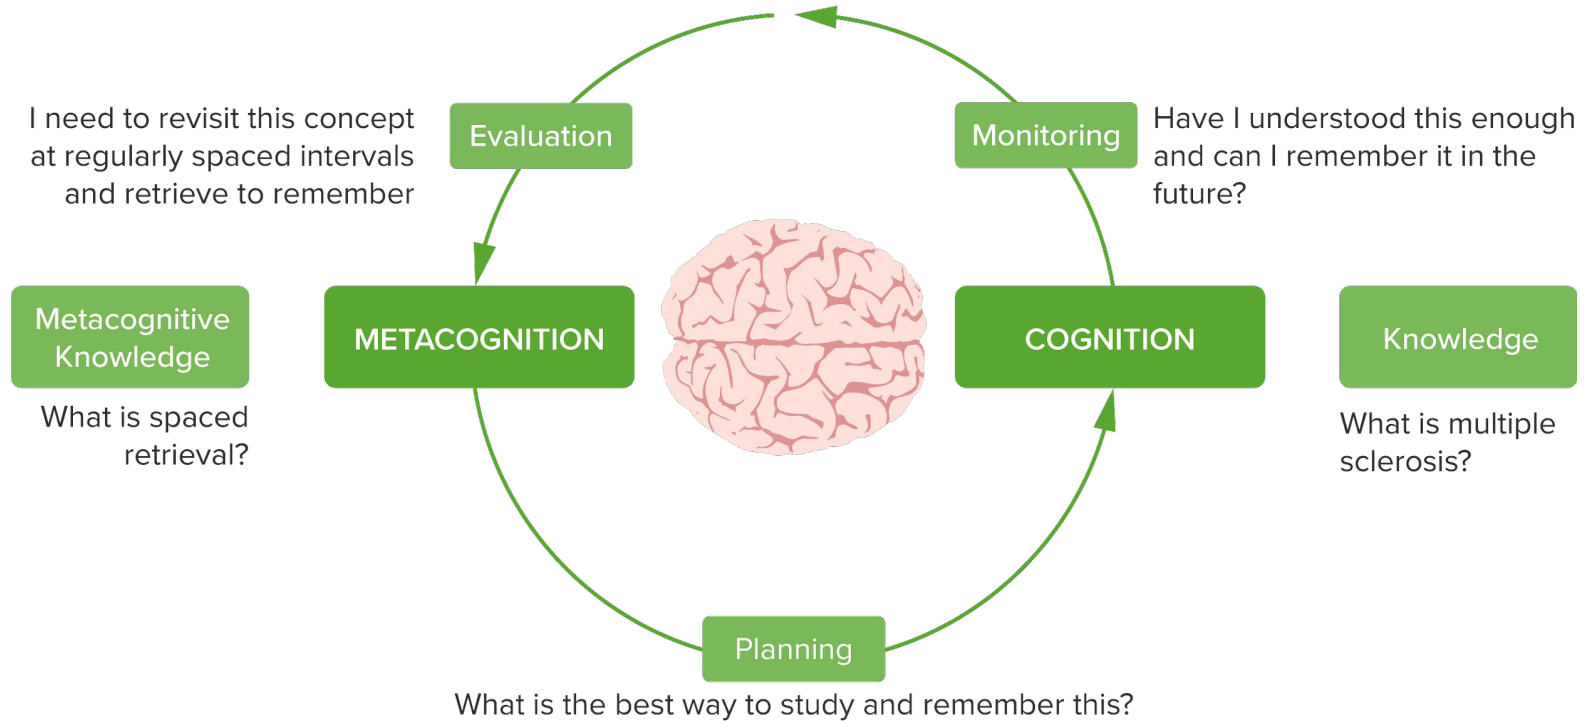 I need to revisit this concept
at regularly spaced intervals
and retrieve to remember
Evaluation
Monitoring
Have I understood this enough
and can I remember it in the
future?
Metacognitive
Knowledge
What is spaced
retrieval?
METACOGNITION
COGNITION
Knowledge
What is multiple
sclerosis?
Planning
What is the best way to study and remember this?